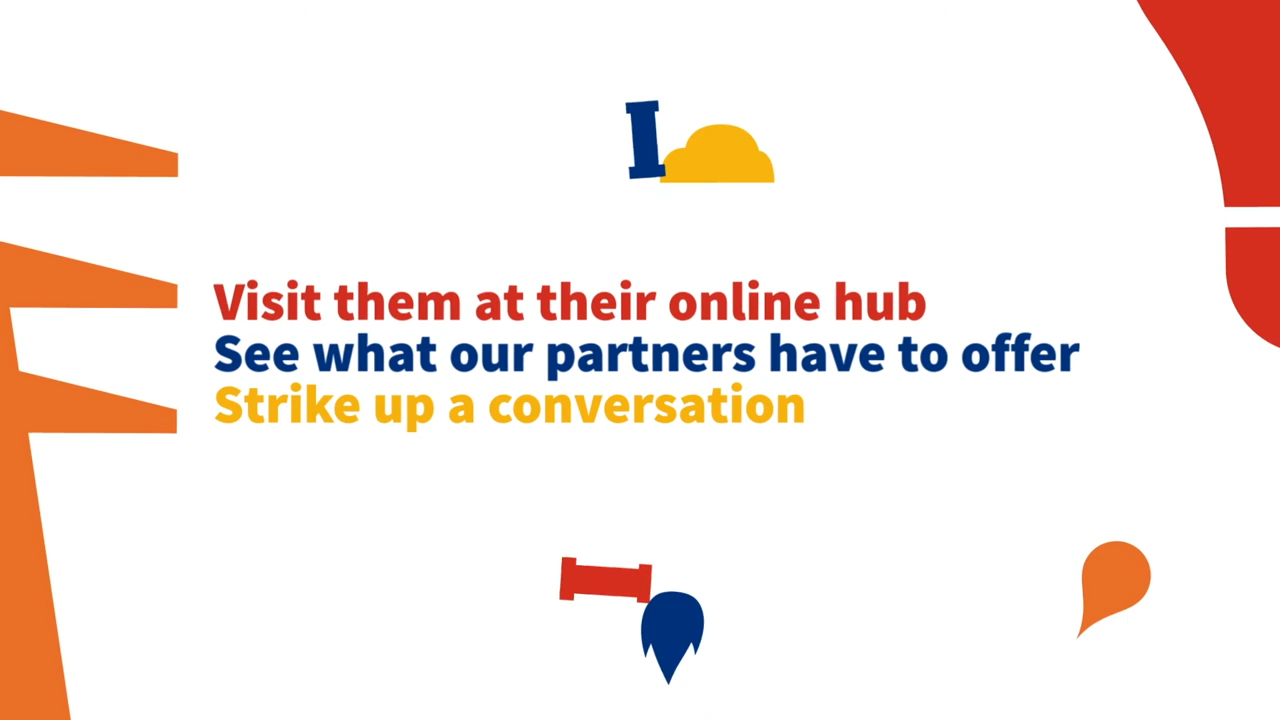 Visit them at their online hub
See what our partners have to offer
Strike up a conversation